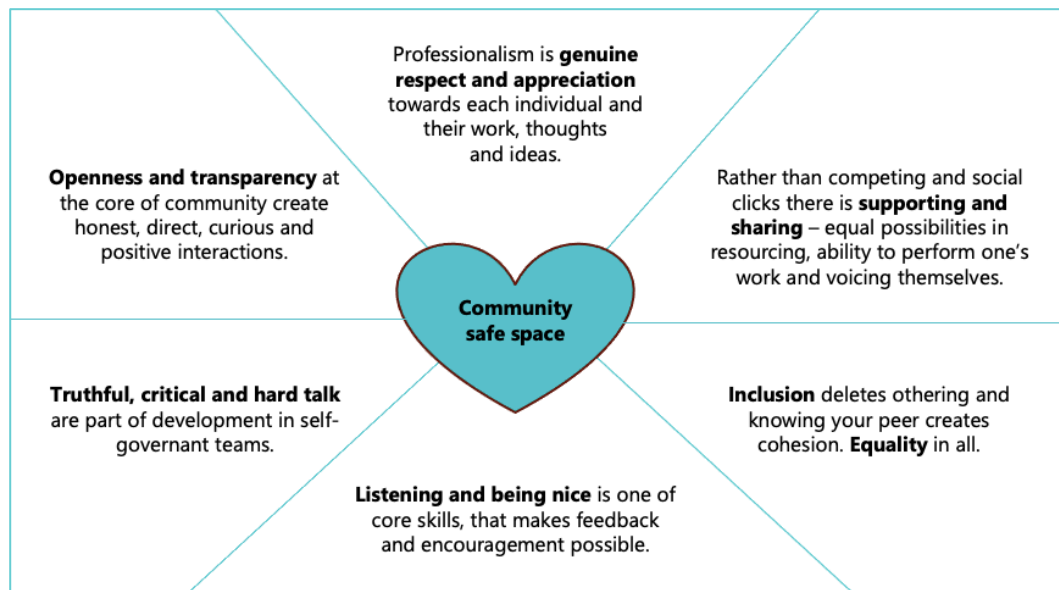 Professionalism is genuine
respect and appreciation
towards each individual and
their work, thoughts
and ideas.
Openness and transparency at
the core of community create
honest, direct, curious and
positive interactions.
Rather than competing and social
clicks there is supporting and
sharing – equal possibilities in
resourcing, ability to perform one’s
work and voicing themselves.
Community
safe space
Truthful, critical and hard talk
are part of development in self-
governant teams.
Inclusion deletes othering and
knowing your peer creates
cohesion. Equality in all.
Listening and being nice is one of
core skills, that makes feedback
and encouragement possible.